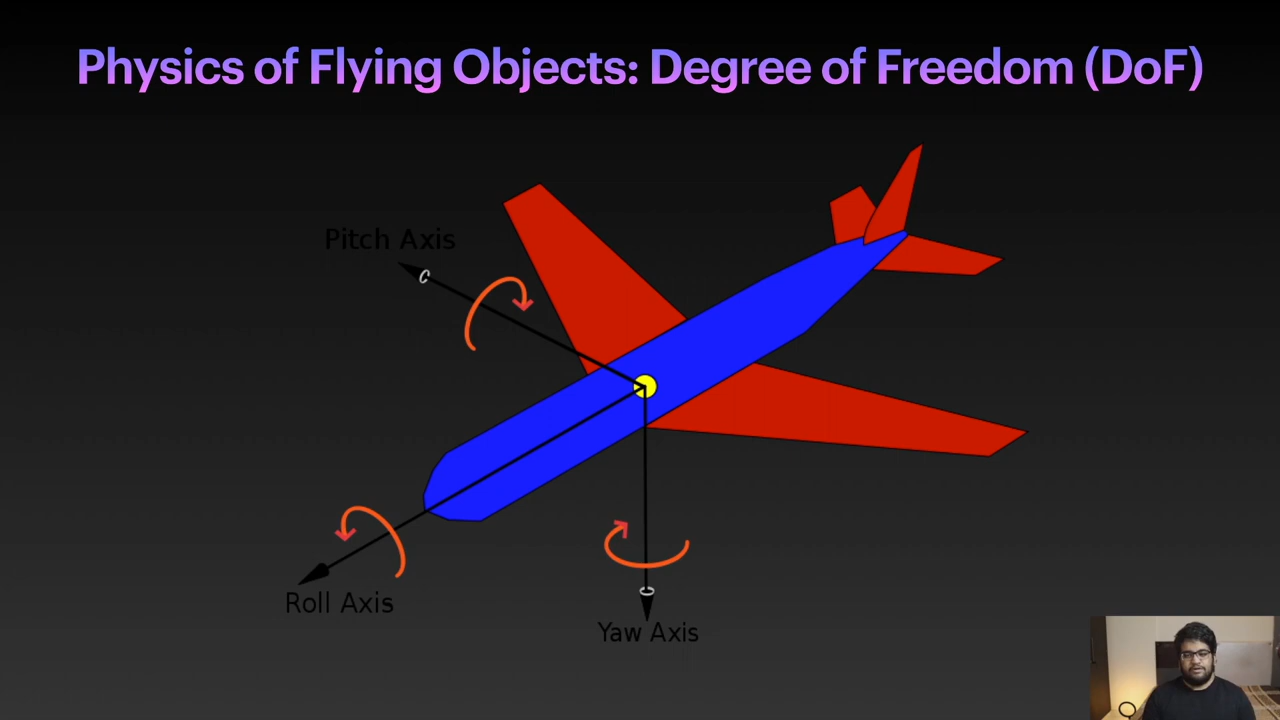 Physics of Flying Objects: Degree of Freedom (DoF)
Pitch Axis
Roll Axis
Yaw Axis